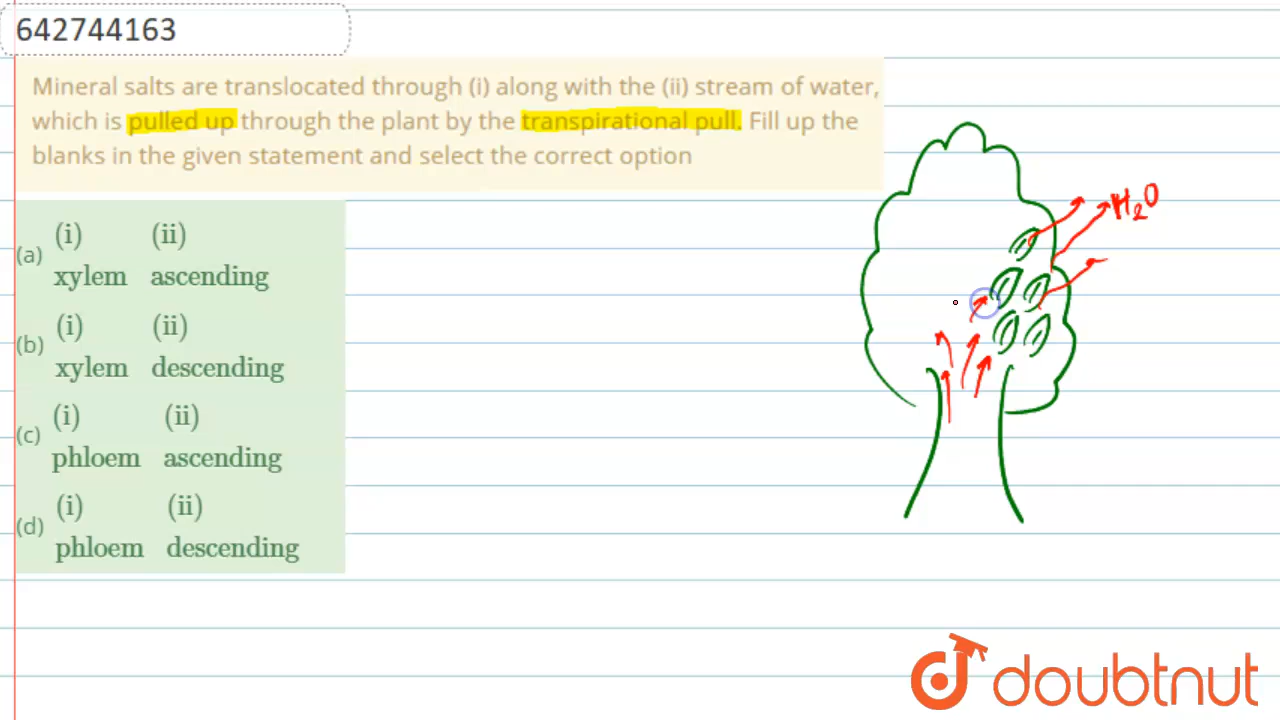 642744163
Mineral salts are translocated through (i) along with the (ii) stream of water,
which is pulled up through the plant by the transpirational pull. Fill up the
blanks in the given statement and select the correct option
(a) (i) (ii)
xylem ascending
(b) (i) (ii)
xylem descending
(c) (i) (ii)
phloem ascending
(d) (i) (ii)
phloem descending
H2O
doubtnut